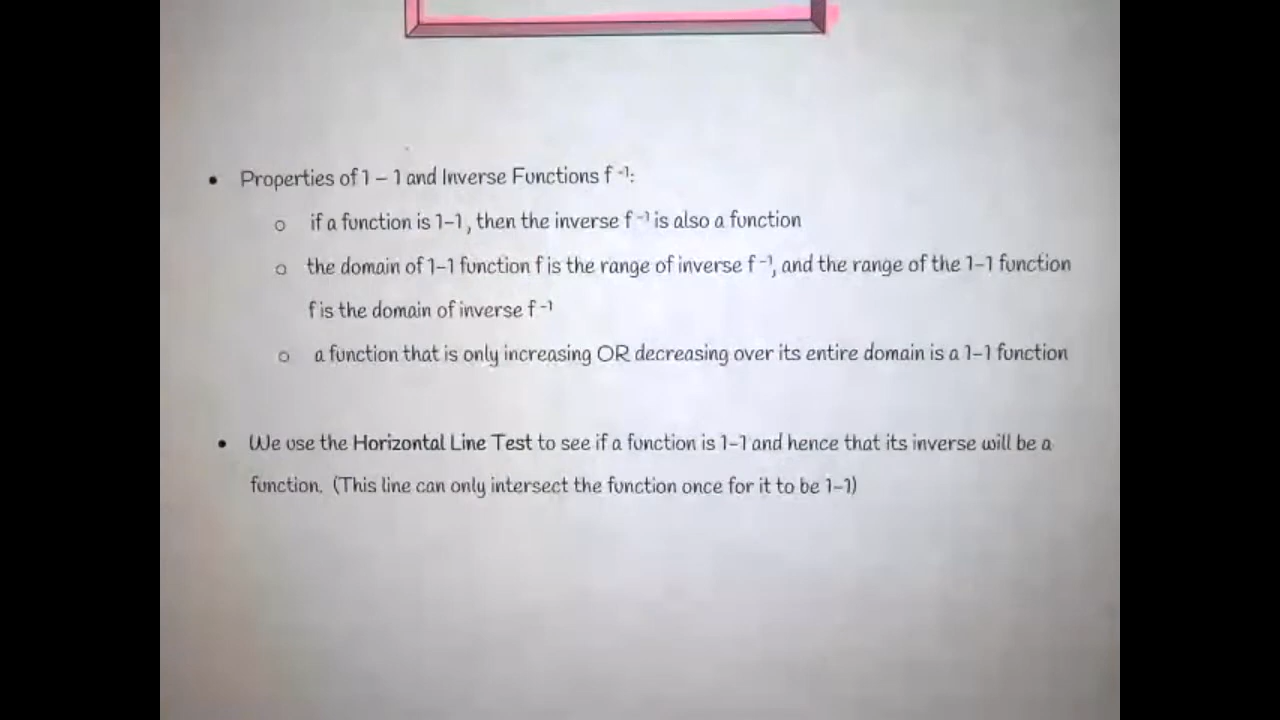 • Properties of 1 – 1 and Inverse Functions f ⁻¹:
o if a function is 1–1, then the inverse f ⁻¹ is also a function
o the domain of 1–1 function f is the range of inverse f ⁻¹, and the range of the 1–1 function
f is the domain of inverse f ⁻¹
o a function that is only increasing OR decreasing over its entire domain is a 1–1 function
• We use the Horizontal Line Test to see if a function is 1–1 and hence that its inverse will be a
function. (This line can only intersect the function once for it to be 1–1)